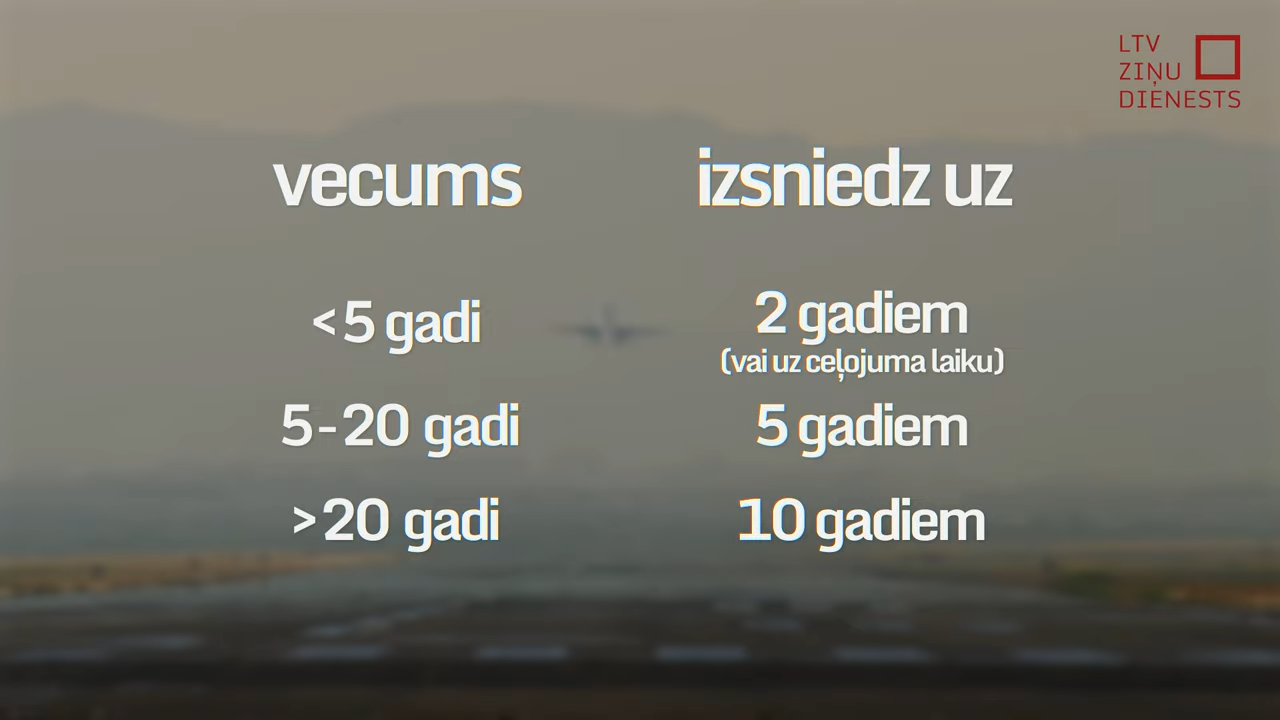 LTV
ZIŅU
DIENESTS
vecums izsniedz uz
<5 gadi 2 gadiem
(vai uz ceļojuma laiku)
5-20 gadi 5 gadiem
>20 gadi 10 gadiem